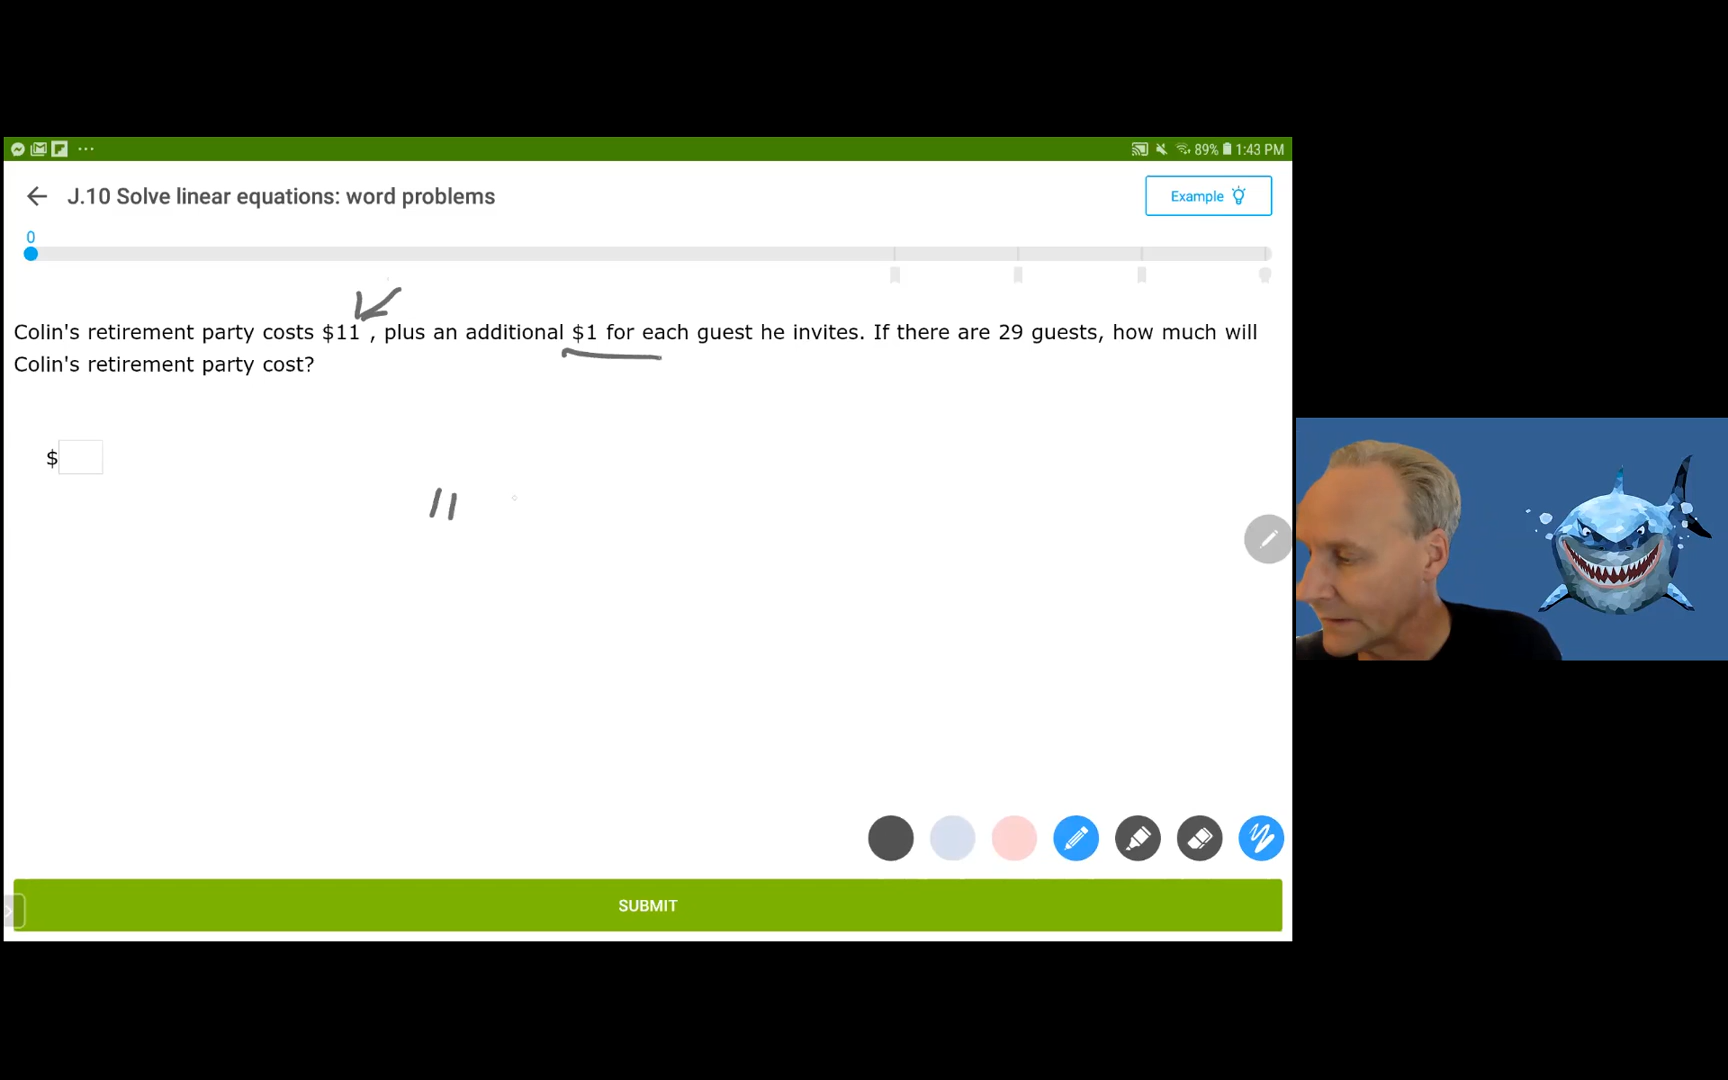 89% 1:43 PM
J.10 Solve linear equations: word problems
Example
0
Colin's retirement party costs $11 , plus an additional $1 for each guest he invites. If there are 29 guests, how much will
Colin's retirement party cost?
$
11
SUBMIT